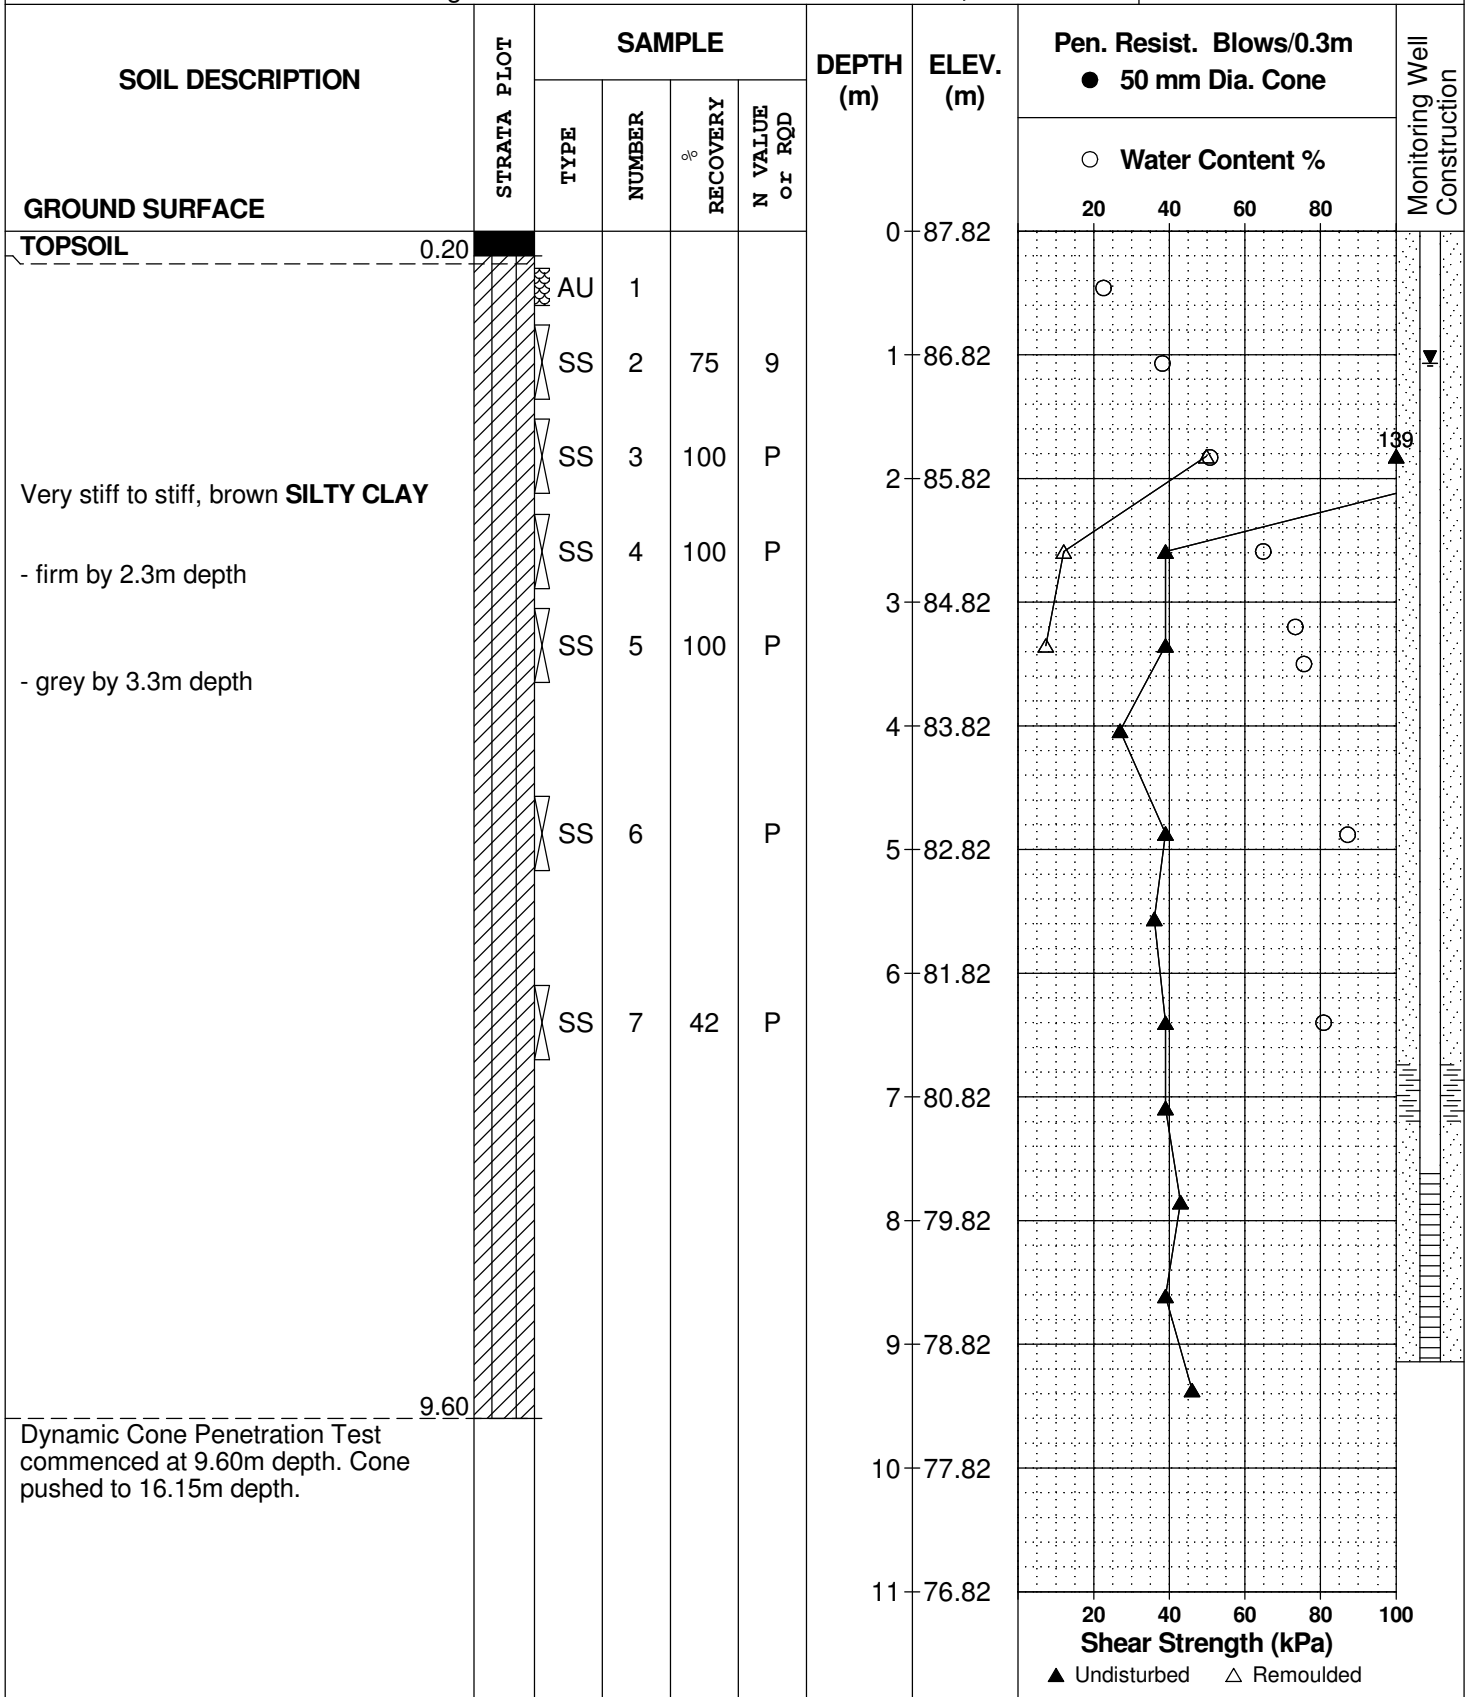 SOIL DESCRIPTION
GROUND SURFACE
STRATA PLOT
SAMPLE
TYPE
NUMBER
%
RECOVERY
N VALUE
or RQD
DEPTH
(m)
ELEV.
(m)
Pen. Resist. Blows/0.3m
50 mm Dia. Cone
Water Content %
20 40 60 80
Monitoring Well
Construction
0 87.82
TOPSOIL 0.20
AU 1
1 86.82
SS 2 75 9
139
SS 3 100 P
2 85.82
Very stiff to stiff, brown SILTY CLAY
SS 4 100 P
- firm by 2.3m depth
3 84.82
SS 5 100 P
- grey by 3.3m depth
4 83.82
SS 6 P
5 82.82
6 81.82
SS 7 42 P
7 80.82
8 79.82
9 78.82
9.60
Dynamic Cone Penetration Test
commenced at 9.60m depth. Cone
pushed to 16.15m depth.
10 77.82
11 76.82
20 40 60 80 100
Shear Strength (kPa)
Undisturbed Remoulded